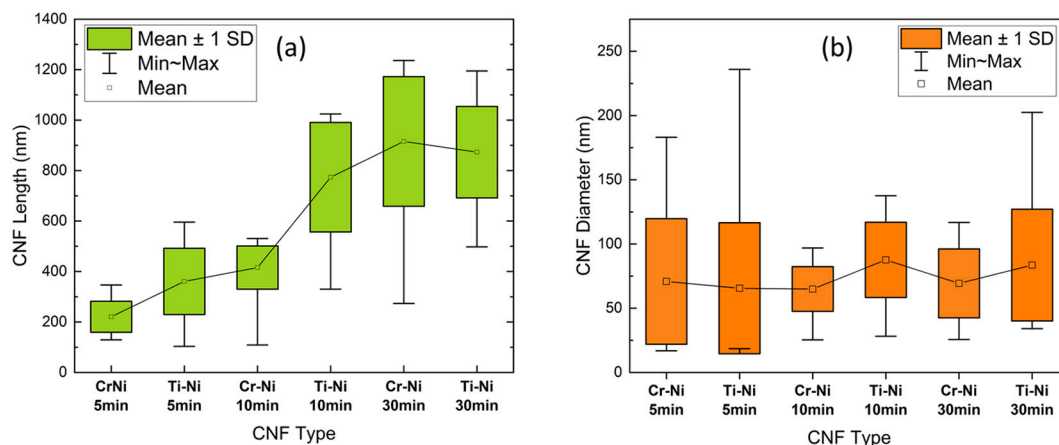 (a)
Mean ± 1 SD
Min~Max
Mean
CNF Length (nm)
1400
1200
1000
800
600
400
200
0
CrNi Ti-Ni Cr-Ni Ti-Ni Cr-Ni Ti-Ni
5min 5min 10min 10min 30min 30min
CNF Type
(b)
Mean ± 1 SD
Min~Max
Mean
CNF Diameter (nm)
250
200
150
100
50
0
Cr-Ni Ti-Ni Cr-Ni Ti-Ni Cr-Ni Ti-Ni
5min 5min 10min 10min 30min 30min
CNF Type